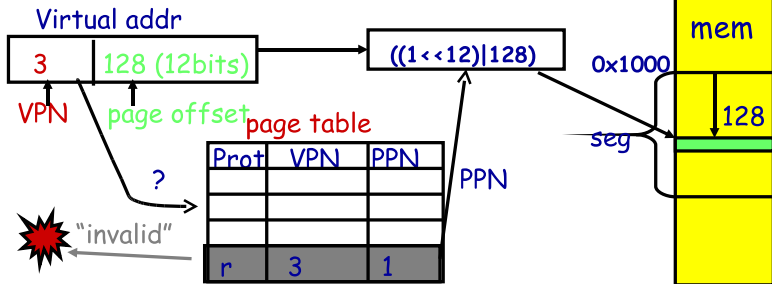 Virtual addr
3 128 (12bits)
VPN
page offset
((1<<12)|128)
mem
0x1000
128
seg
page table
Prot VPN PPN
?
PPN
"invalid"
r 3 1